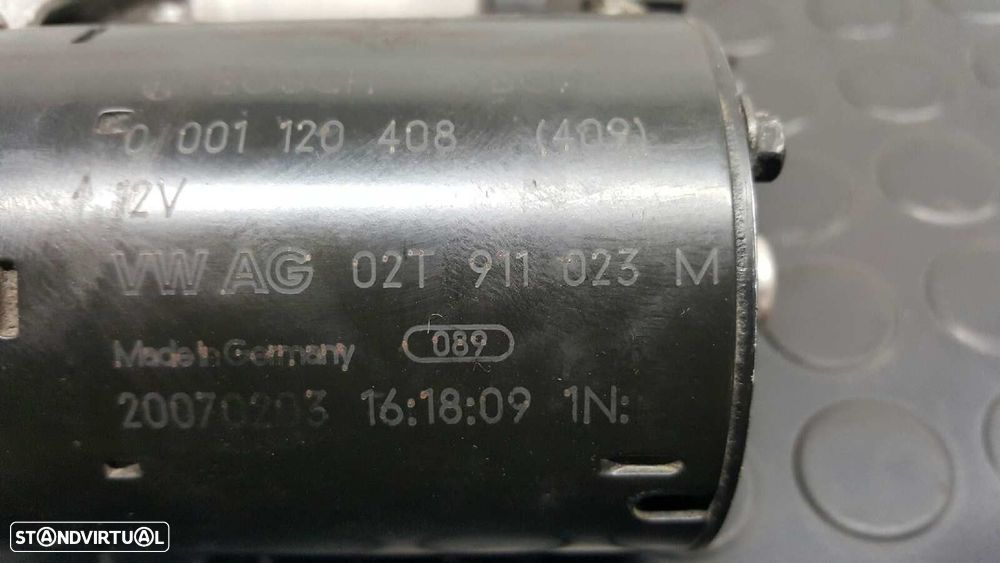 0 001 120 408 (409)
12V
VW AG 02T 911 023 M
Made in Germany 089
20070203 16:18:09 1N:
STANDVIRTUAL